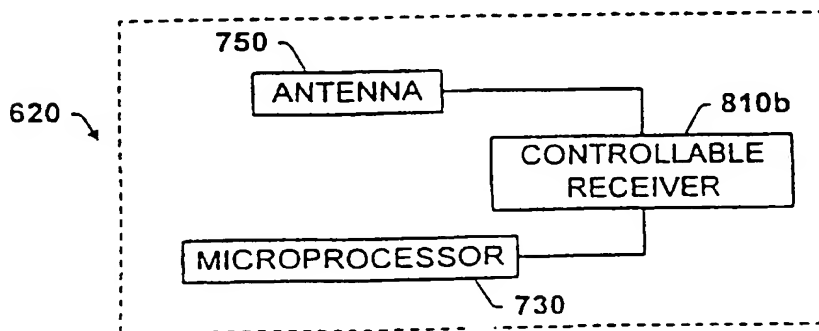 750
ANTENNA
620
810b
CONTROLLABLE
RECEIVER
MICROPROCESSOR
730